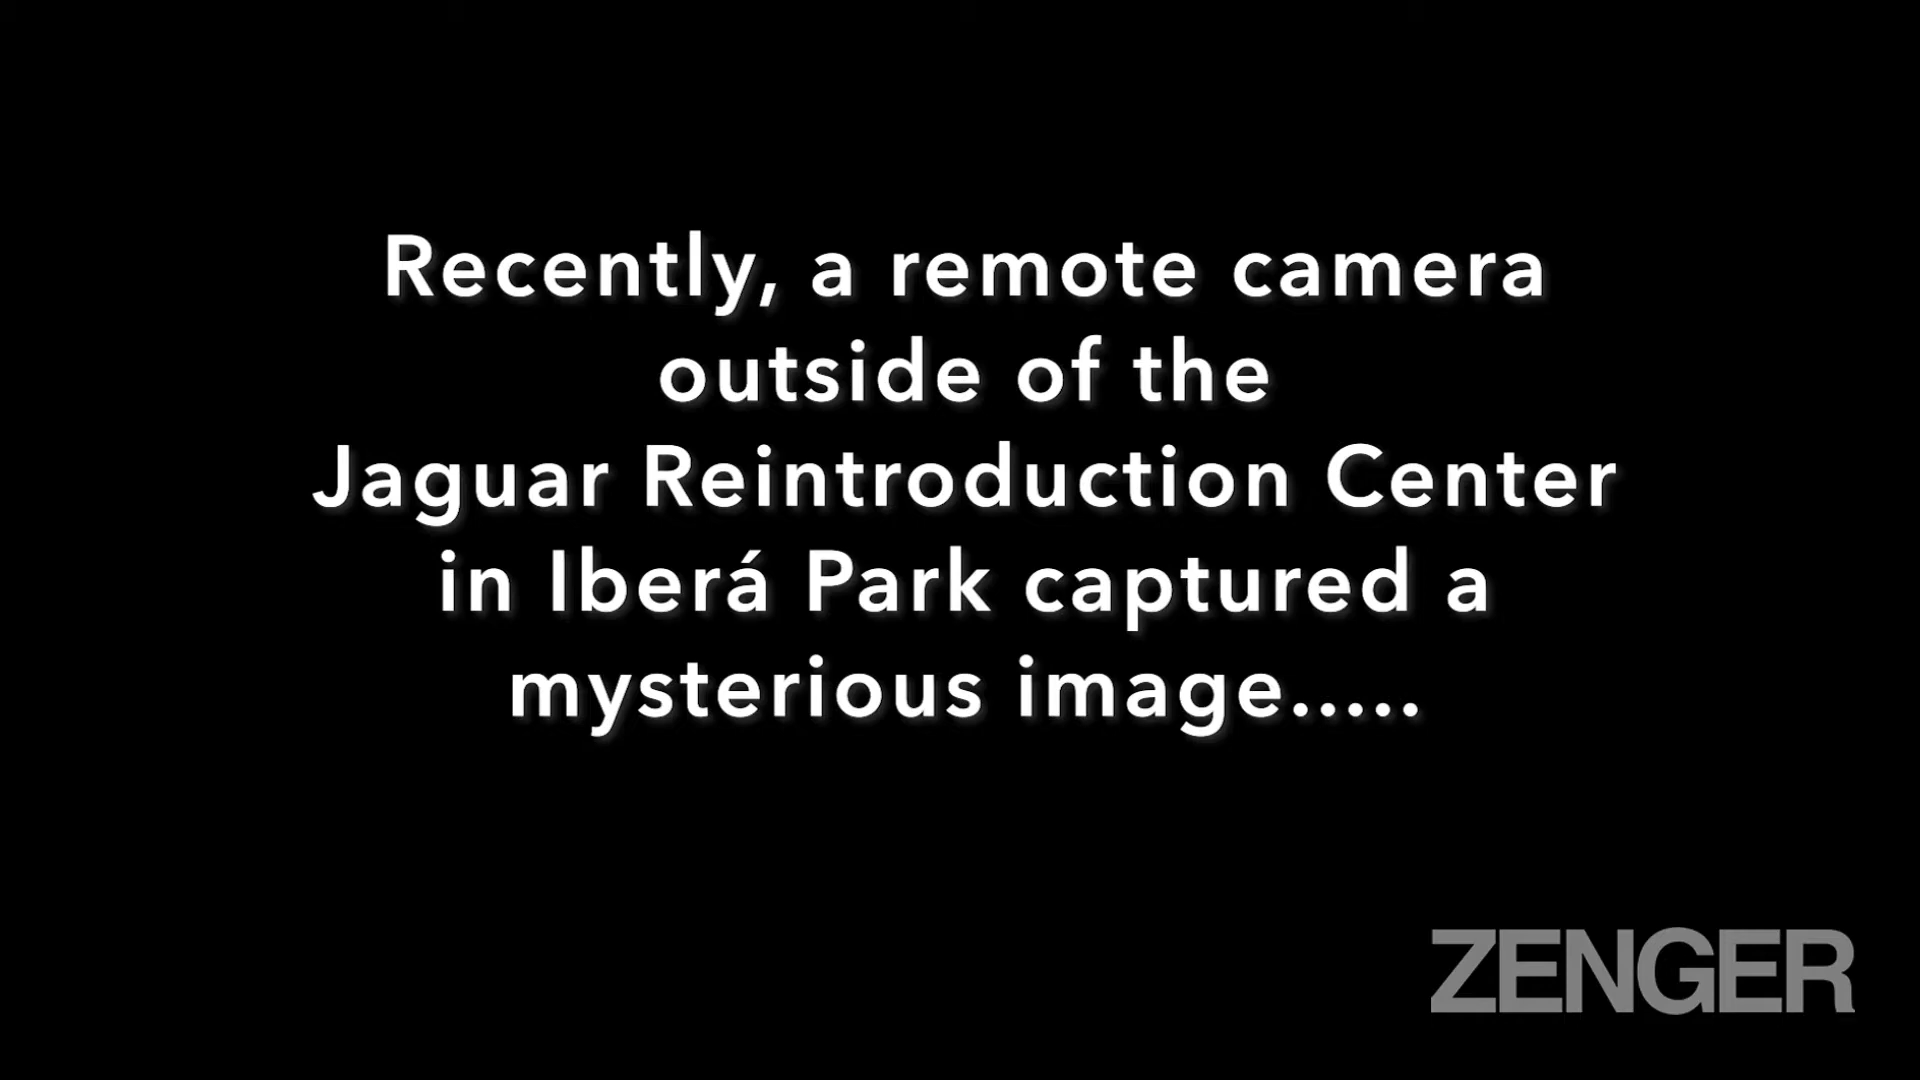 Recently, a remote camera
outside of the
Jaguar Reintroduction Center
in Iberá Park captured a
mysterious image.....
ZENGER